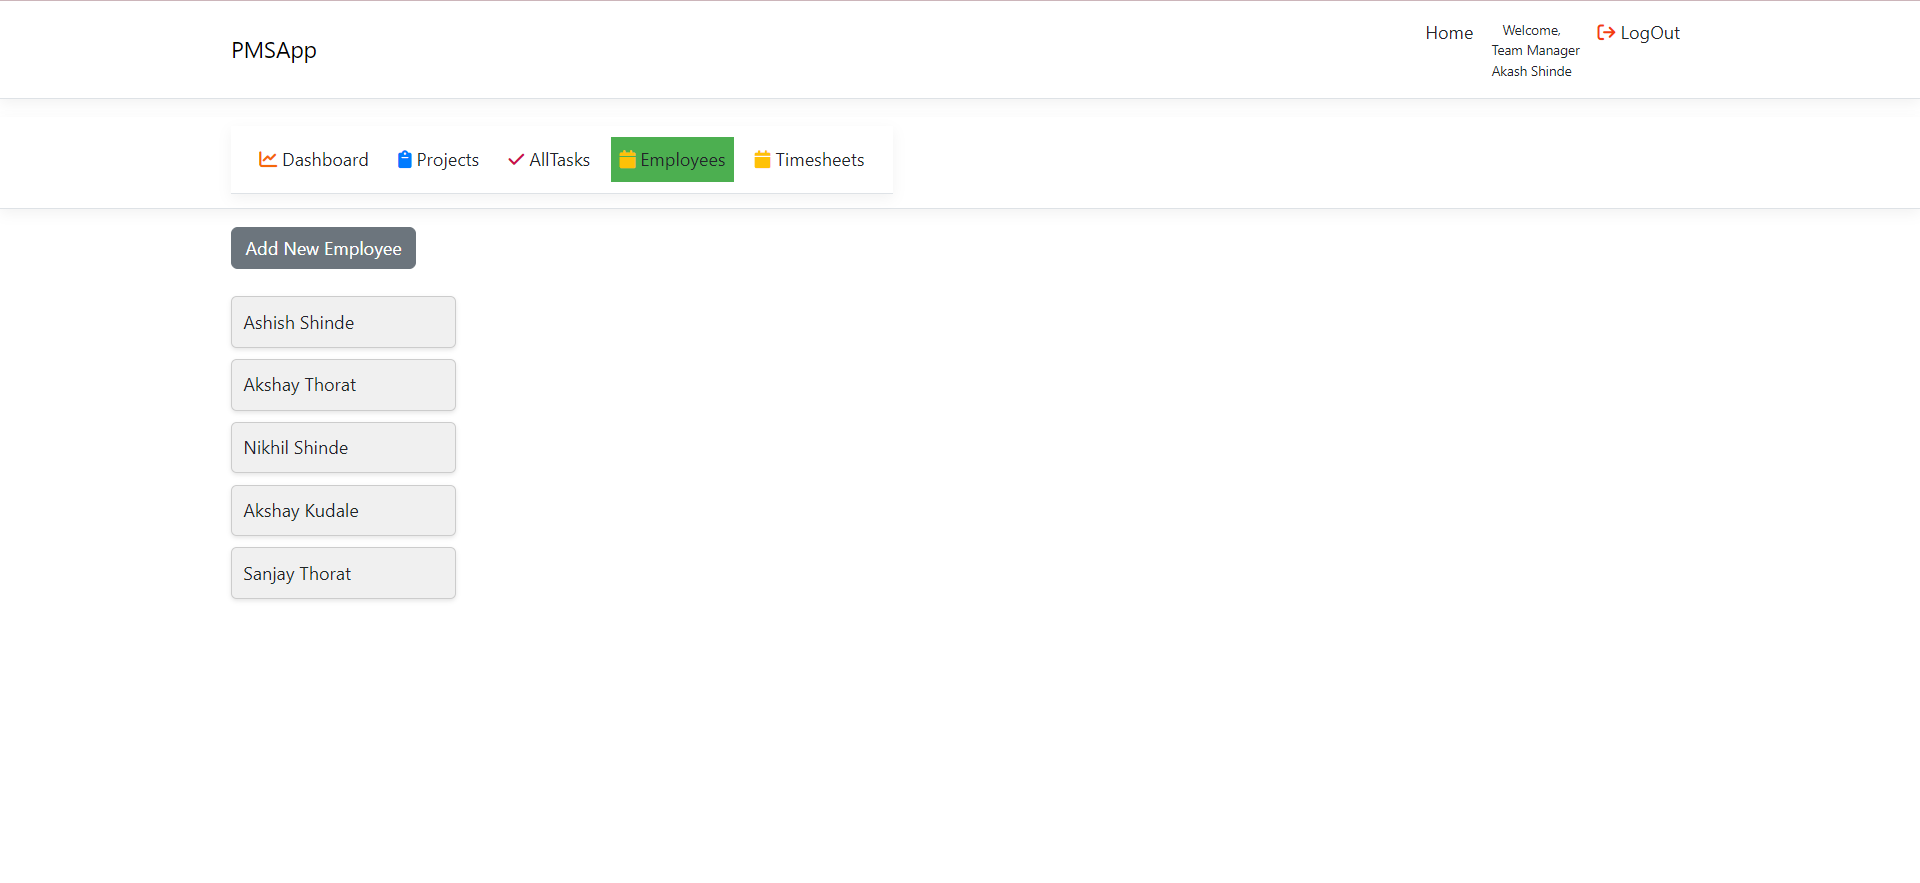 PMSApp
Home
Welcome,
Team Manager
Akash Shinde
LogOut
Dashboard
Projects
AllTasks
Employees
Timesheets
Add New Employee
Ashish Shinde
Akshay Thorat
Nikhil Shinde
Akshay Kudale
Sanjay Thorat